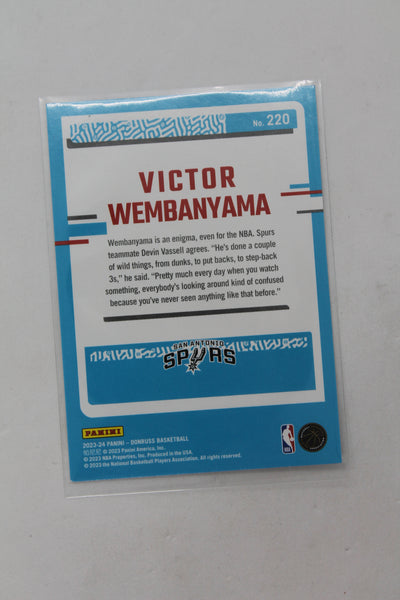 No. 220
VICTOR
WEMBANYAMA
Wembanyama is an enigma, even for the NBA. Spurs
teammate Devin Vassell agrees. “He’s done a couple
of wild things, from dunks, to put backs, to step-back
3s,” he said. “Pretty much every day when you watch
something, everybody’s looking around kind of confused
because you’ve never seen anything like that before.”
SAN ANTONIO
SPURS
PANINI
2023-24 PANINI – DONRUSS BASKETBALL
© 2023 Panini America, Inc.
© 2023 NBA Properties, Inc. Produced in the USA.
© 2023 the National Basketball Players Association. All rights reserved.